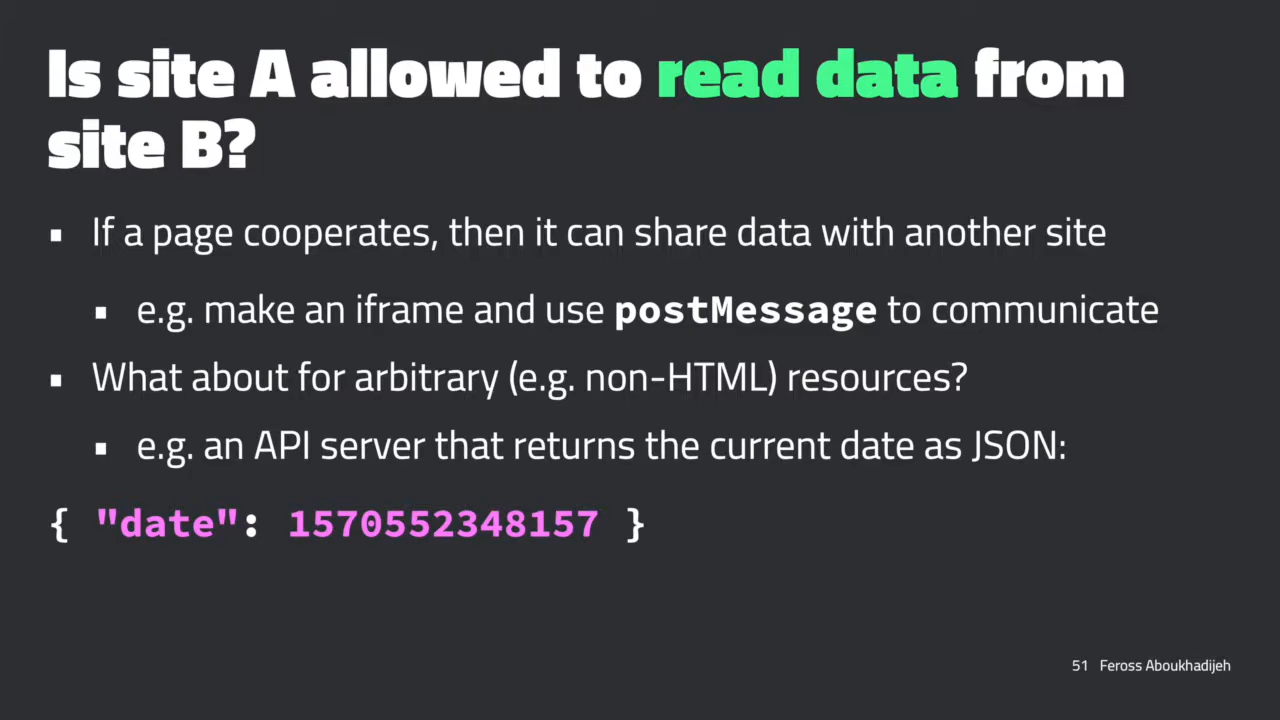 Is site A allowed to read data from
site B?
▪ If a page cooperates, then it can share data with another site
▪ e.g. make an iframe and use postMessage to communicate
▪ What about for arbitrary (e.g. non-HTML) resources?
▪ e.g. an API server that returns the current date as JSON:
{ "date": 1570552348157 }
51 Feross Aboukhadijeh